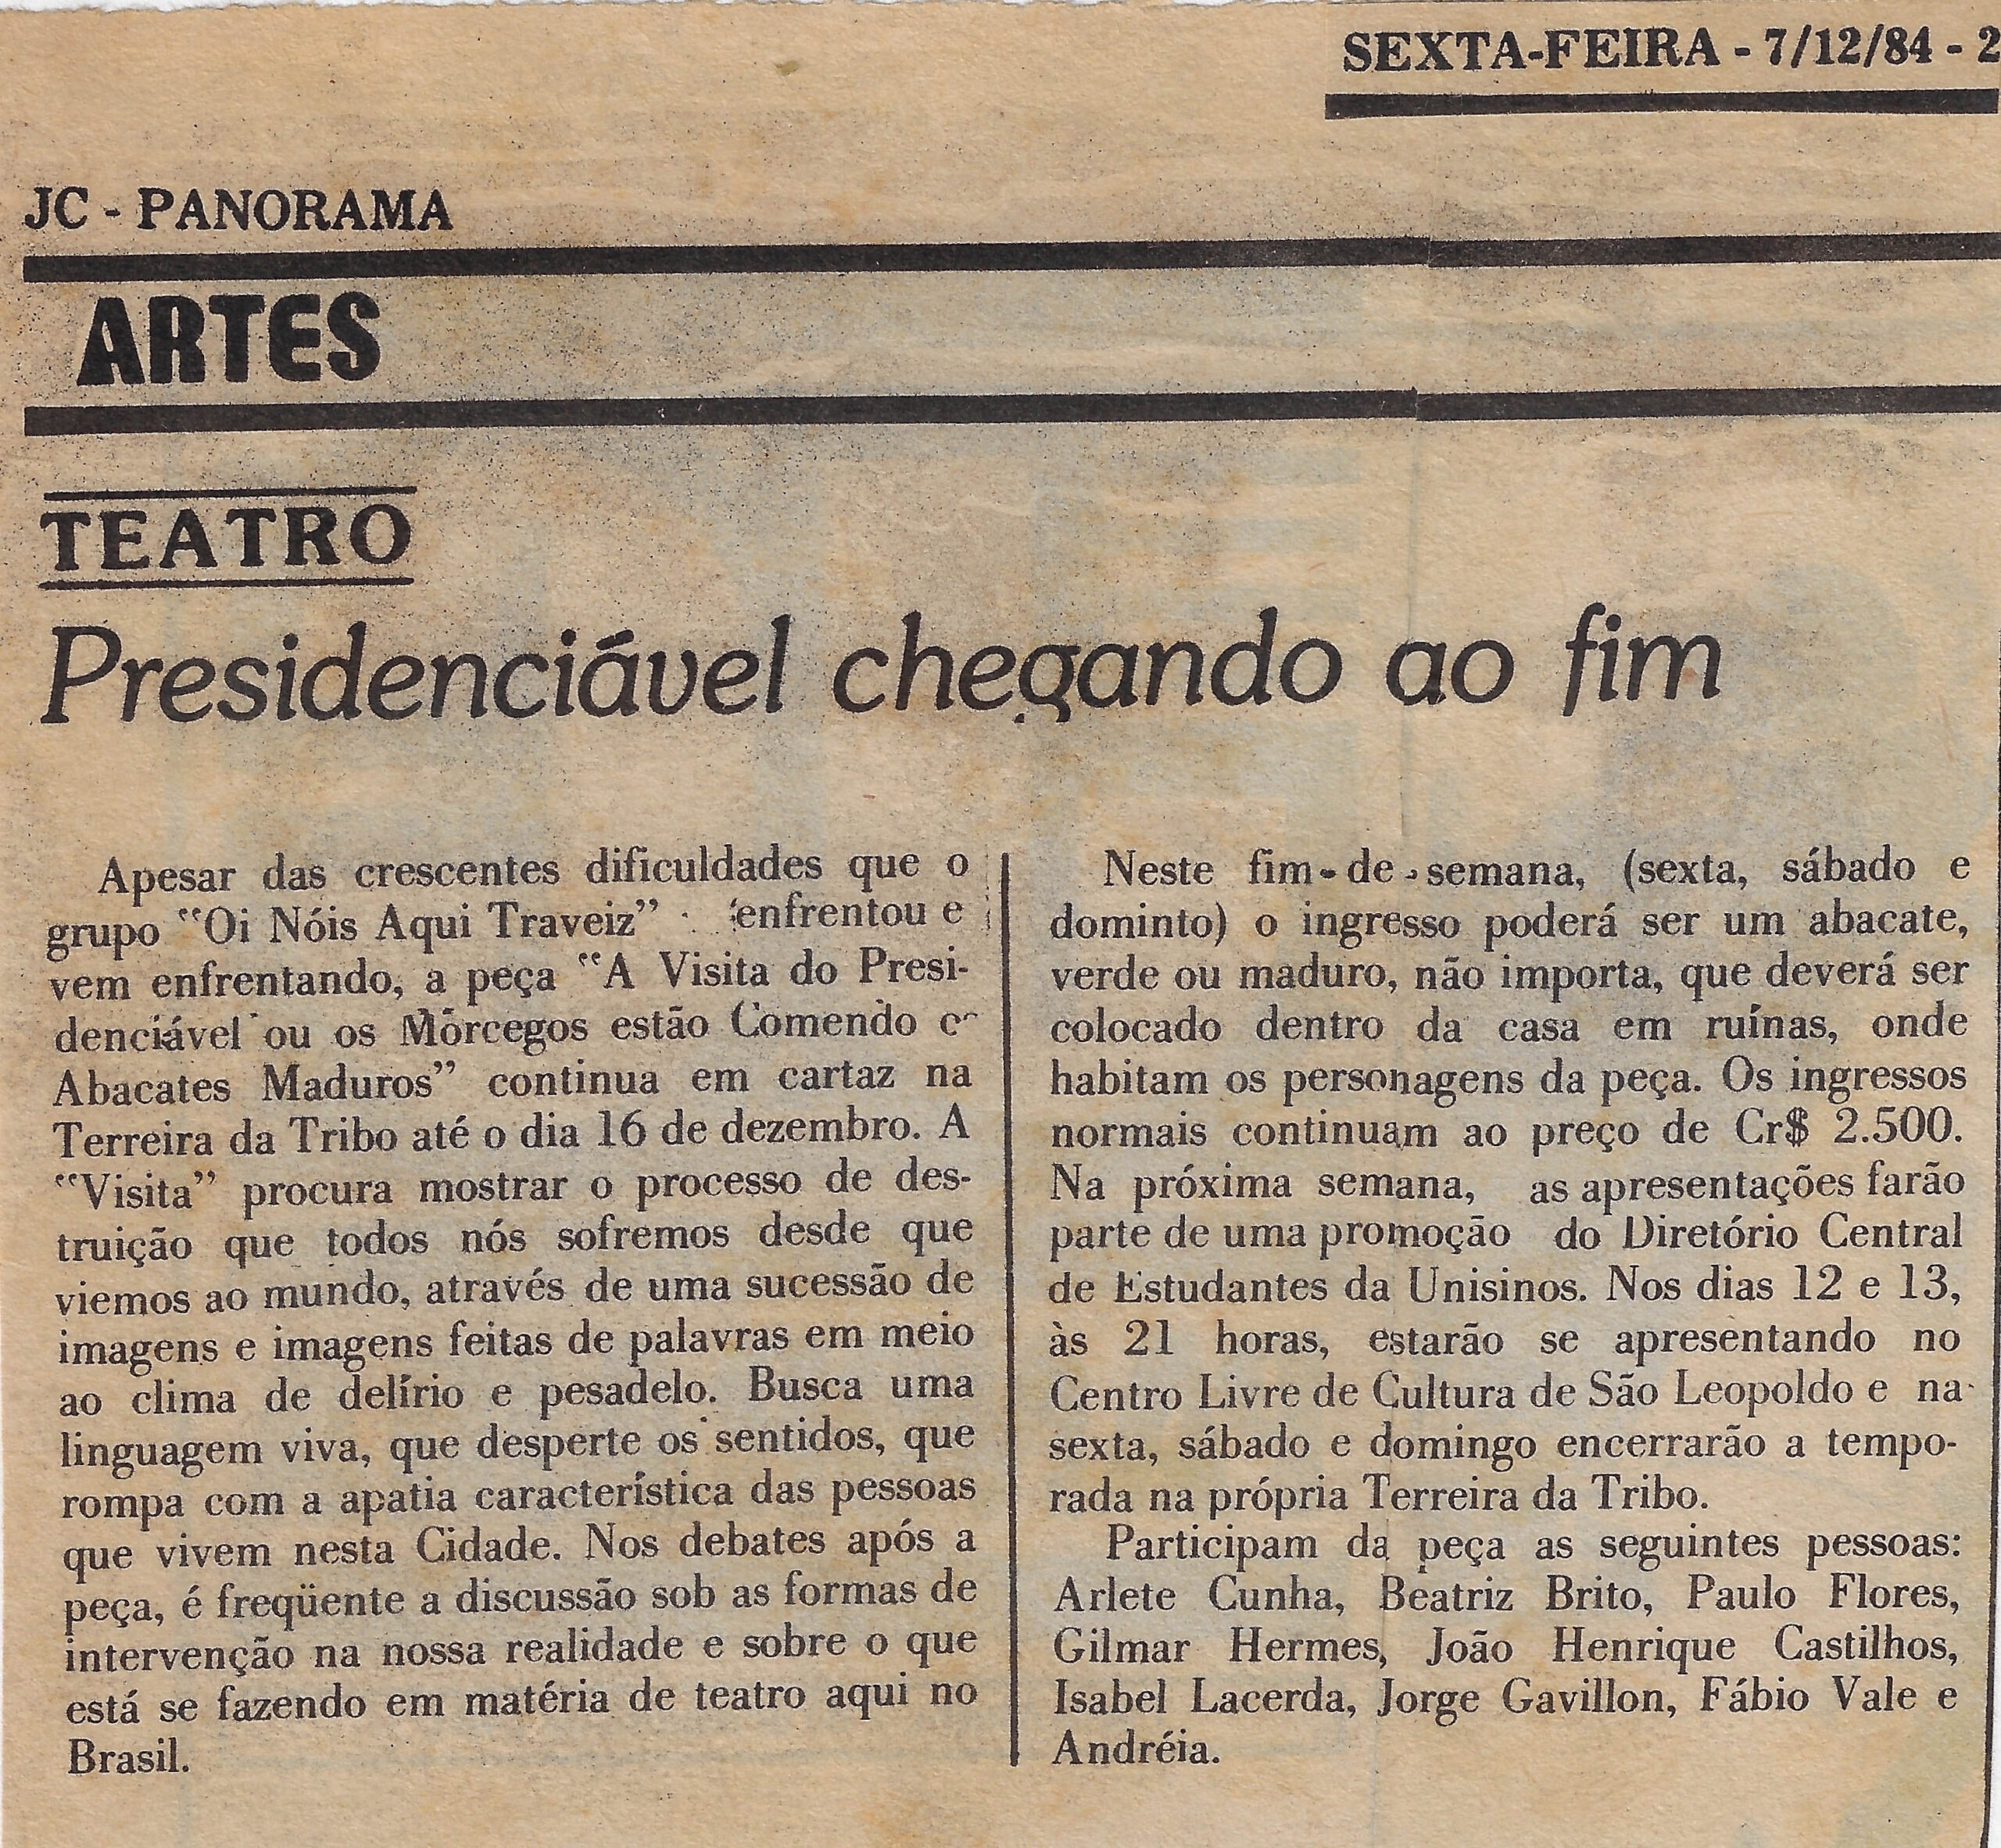 SEXTA-FEIRA - 7/12/84 - 2
JC - PANORAMA
ARTES
TEATRO
Presidenciável chegando ao fim
Apesar das crescentes dificuldades que o
grupo "Oi Nóis Aqui Traveiz" enfrentou e
vem enfrentando, a peça "A Visita do Presi-
denciável ou os Morcegos estão Comendo
Abacates Maduros" continua em cartaz na
Terreira da Tribo até o dia 16 de dezembro. A
"Visita" procura mostrar o processo de des-
truição que todos nós sofremos desde que
viemos ao mundo, através de uma sucessão de
imagens e imagens feitas de palavras em meio
ao clima de delírio e pesadelo. Busca uma
linguagem viva, que desperte os sentidos, que
rompa com a apatia característica das pessoas
que vivem nesta Cidade. Nos debates após a
peça, é freqüente a discussão sob as formas de
intervenção na nossa realidade e sobre o que
está se fazendo em matéria de teatro aqui no
Brasil.
Neste fim-de-semana, (sexta, sábado e
dominto) o ingresso poderá ser um abacate,
verde ou maduro, não importa, que deverá ser
colocado dentro da casa em ruínas, onde
habitam os personagens da peça. Os ingressos
normais continuam ao preço de Cr$ 2.500.
Na próxima semana, as apresentações farão
parte de uma promoção do Diretório Central
de Estudantes da Unisinos. Nos dias 12 e 13,
às 21 horas, estarão se apresentando no
Centro Livre de Cultura de São Leopoldo e na
sexta, sábado e domingo encerrarão a tempo-
rada na própria Terreira da Tribo.
Participam da peça as seguintes pessoas:
Arlete Cunha, Beatriz Brito, Paulo Flores,
Gilmar Hermes, João Henrique Castilhos,
Isabel Lacerda, Jorge Gavillon, Fábio Vale e
Andréia.